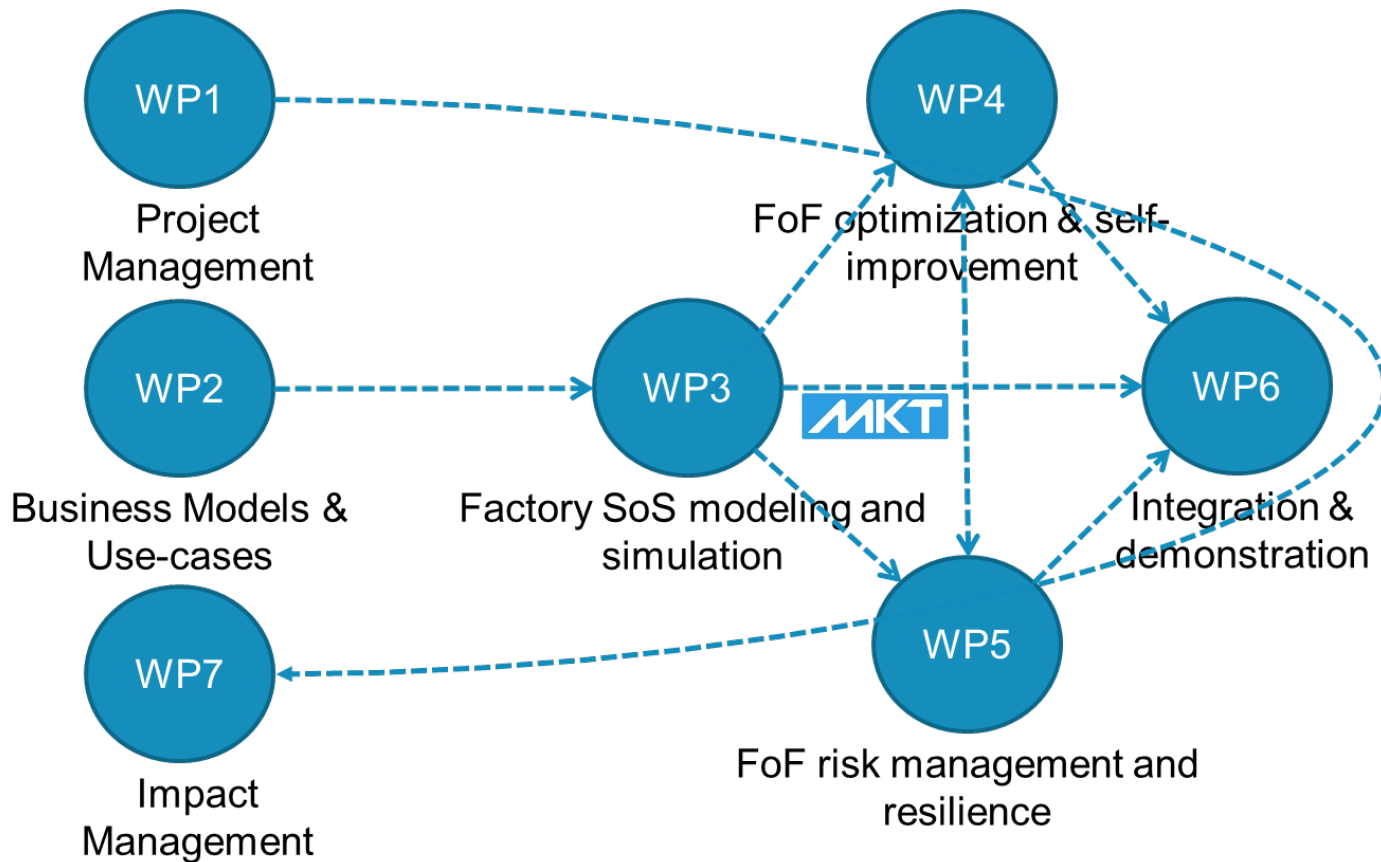 WP1
Project
Management
WP4
FoF optimization & self-
improvement
WP2
Business Models &
Use-cases
WP3
Factory SoS modeling and
simulation
MKT
WP6
Integration &
demonstration
WP7
Impact
Management
WP5
FoF risk management and
resilience